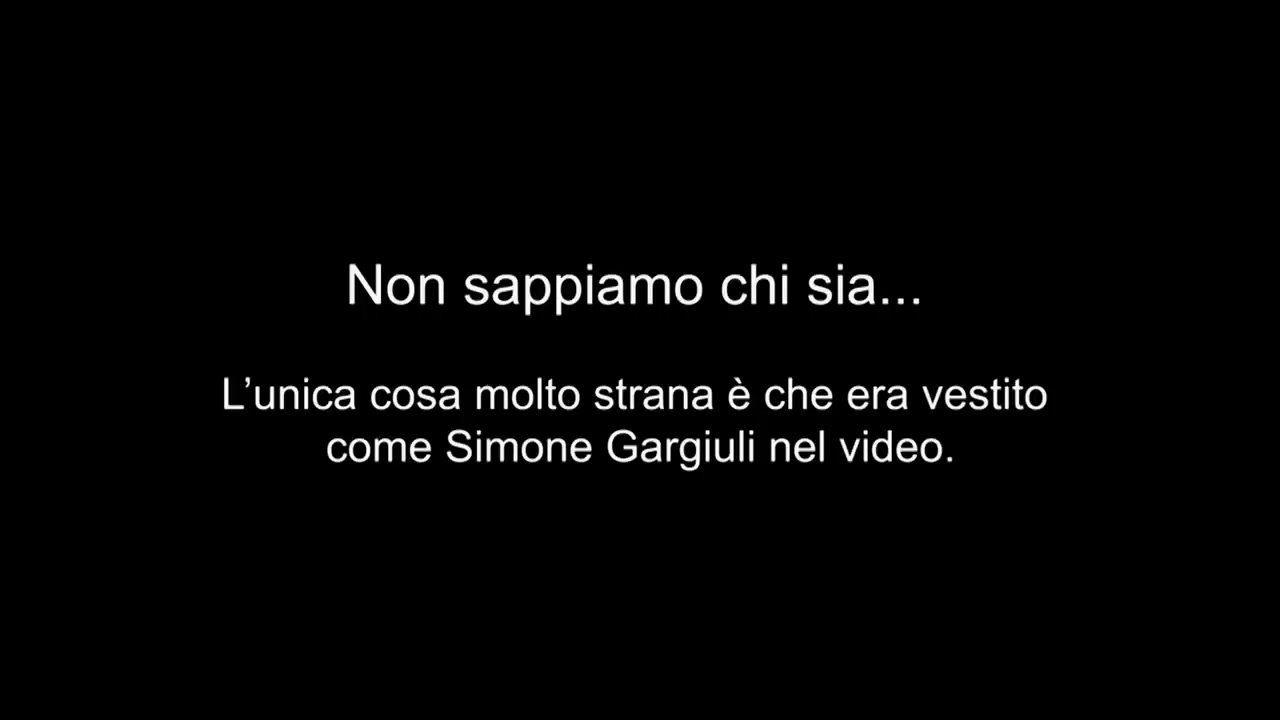 Non sappiamo chi sia...
L’unica cosa molto strana è che era vestito
come Simone Gargiuli nel video.